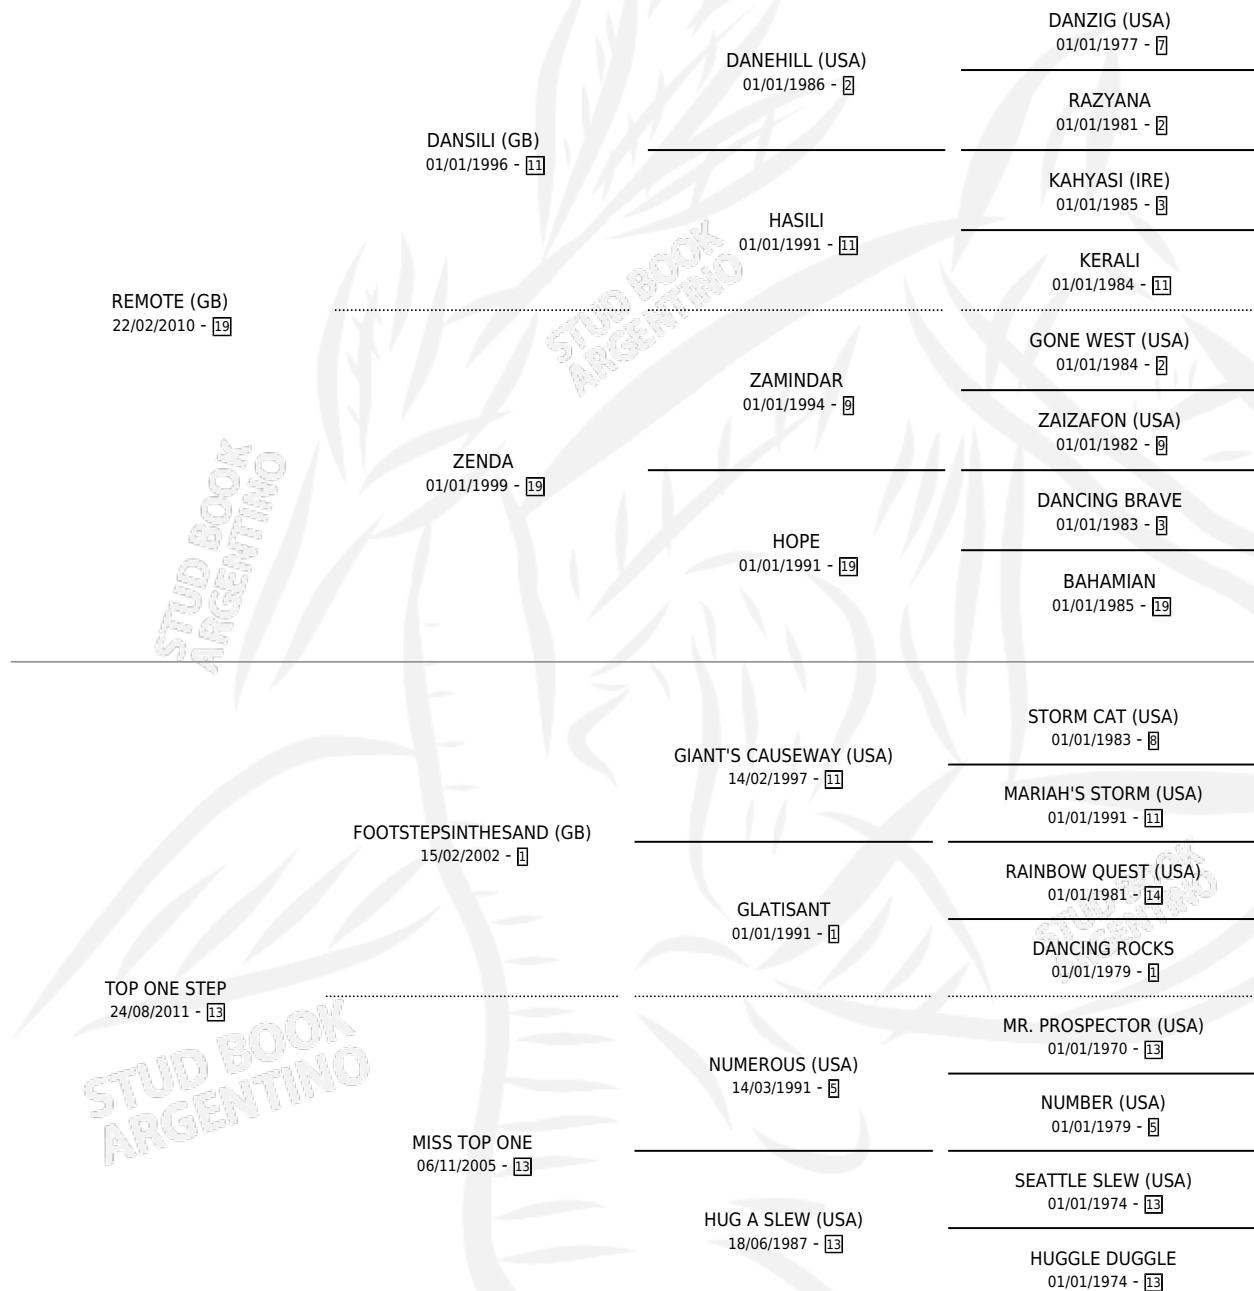 DANZIG (USA)
01/01/1977 - 7
DANEHILL (USA)
01/01/1986 - 2
RAZYANA
01/01/1981 - 2
DANSILI (GB)
01/01/1996 - 11
KAHYASI (IRE)
01/01/1985 - 3
HASILI
01/01/1991 - 11
KERALI
01/01/1984 - 11
REMOTE (GB)
22/02/2010 - 19
GONE WEST (USA)
01/01/1984 - 2
ZAMINDAR
01/01/1994 - 9
ZAIZAFON (USA)
01/01/1982 - 9
ZENDA
01/01/1999 - 19
DANCING BRAVE
01/01/1983 - 3
HOPE
01/01/1991 - 19
BAHAMIAN
01/01/1985 - 19
STORM CAT (USA)
01/01/1983 - 8
GIANT'S CAUSEWAY (USA)
14/02/1997 - 11
MARIAH'S STORM (USA)
01/01/1991 - 11
FOOTSTEPSINTHESAND (GB)
15/02/2002 - 1
RAINBOW QUEST (USA)
01/01/1981 - 14
GLATISANT
01/01/1991 - 1
DANCING ROCKS
01/01/1979 - 1
TOP ONE STEP
24/08/2011 - 13
MR. PROSPECTOR (USA)
01/01/1970 - 13
NUMEROUS (USA)
14/03/1991 - 5
NUMBER (USA)
01/01/1979 - 5
MISS TOP ONE
06/11/2005 - 13
SEATTLE SLEW (USA)
01/01/1974 - 13
HUG A SLEW (USA)
18/06/1987 - 13
HUGGLE DUGGLE
01/01/1974 - 13
STUD BOOK
ARGENTINO
STUD BOOK
ARGENTINO
STUD BOOK
ARGENTINO
STUD BOOK
ARGENTINO